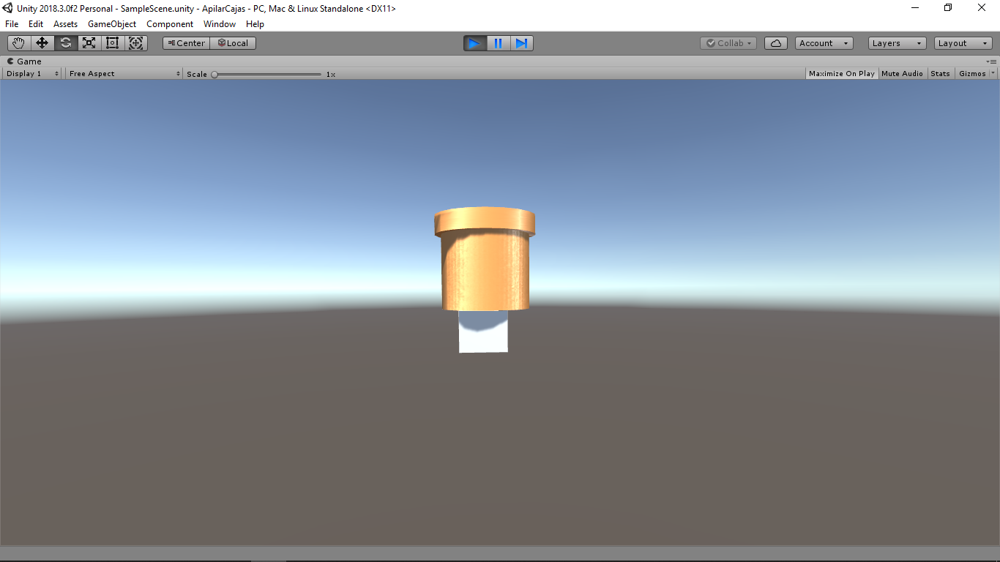 Unity 2018.3.0f2 Personal - SampleScene.unity - ApilarCajas - PC, Mac & Linux Standalone <DX11>
File Edit Assets GameObject Component Window Help
Center Local Collab Account Layers Layout
Game
Display 1 Free Aspect Scale 1x Maximize On Play Mute Audio Stats Gizmos